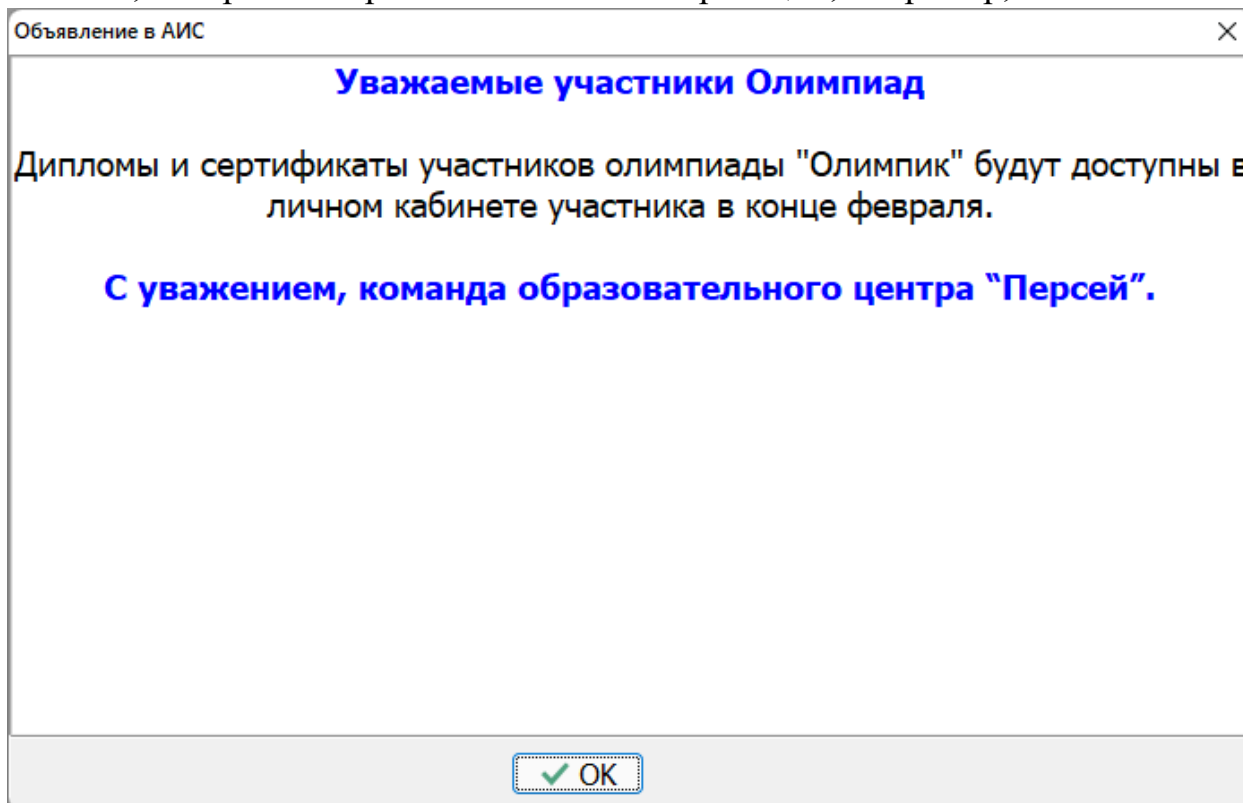 Объявление в АИС
Уважаемые участники Олимпиад
Дипломы и сертификаты участников олимпиады "Олимпик" будут доступны в
личном кабинете участника в конце февраля.
С уважением, команда образовательного центра “Персей”.
OK